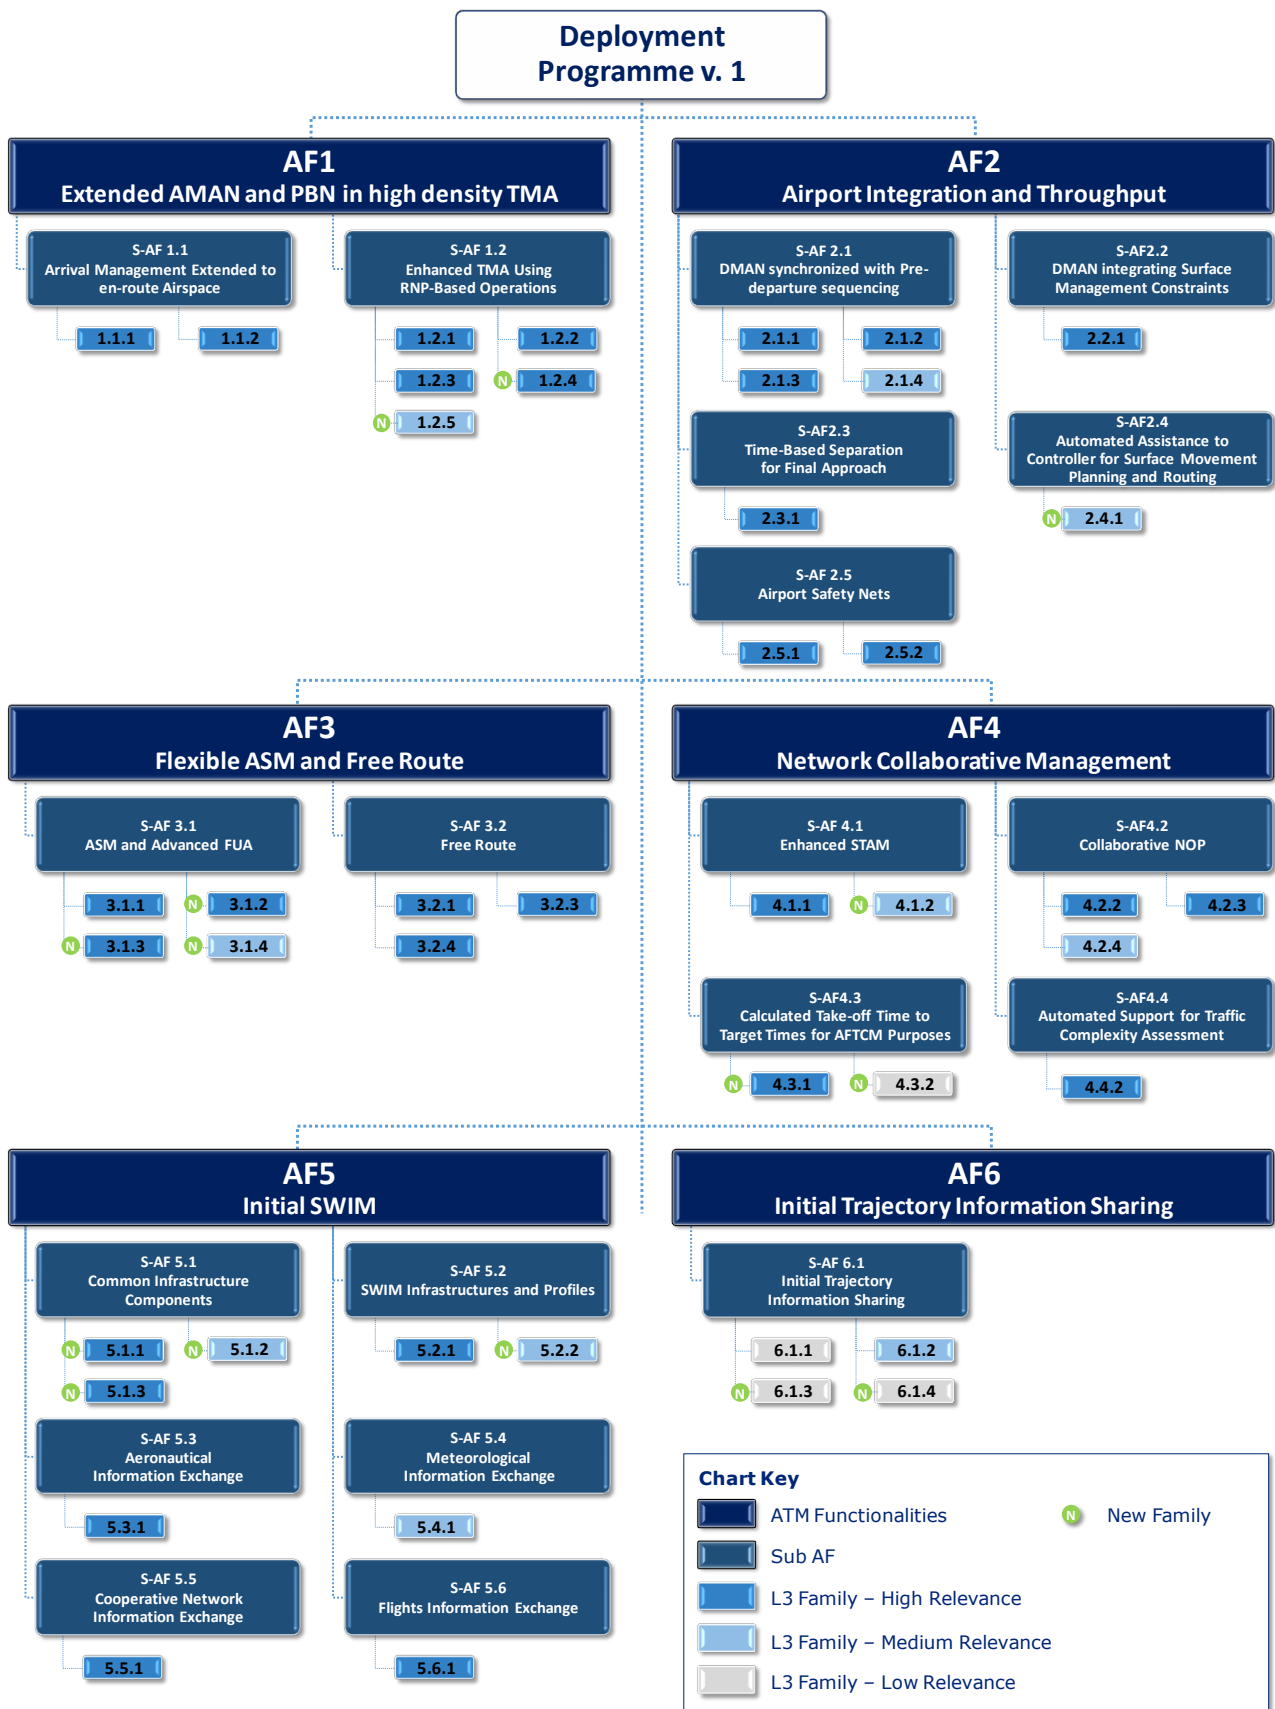 Deployment
Programme v. 1
AF1
Extended AMAN and PBN in high density TMA
S-AF 1.1
Arrival Management Extended to
en-route Airspace
1.1.1
1.1.2
S-AF 1.2
Enhanced TMA Using
RNP-Based Operations
1.2.1
1.2.2
1.2.3
N
1.2.4
N
1.2.5
AF2
Airport Integration and Throughput
S-AF 2.1
DMAN synchronized with Pre-
departure sequencing
2.1.1
2.1.2
2.1.3
2.1.4
S-AF2.2
DMAN integrating Surface
Management Constraints
2.2.1
S-AF2.3
Time-Based Separation
for Final Approach
2.3.1
S-AF2.4
Automated Assistance to
Controller for Surface Movement
Planning and Routing
N
2.4.1
S-AF 2.5
Airport Safety Nets
2.5.1
2.5.2
AF3
Flexible ASM and Free Route
S-AF 3.1
ASM and Advanced FUA
3.1.1
N
3.1.2
N
3.1.3
N
3.1.4
S-AF 3.2
Free Route
3.2.1
3.2.3
3.2.4
AF4
Network Collaborative Management
S-AF 4.1
Enhanced STAM
4.1.1
N
4.1.2
S-AF4.2
Collaborative NOP
4.2.2
4.2.3
4.2.4
S-AF4.3
Calculated Take-off Time to
Target Times for AFTCM Purposes
N
4.3.1
N
4.3.2
S-AF4.4
Automated Support for Traffic
Complexity Assessment
4.4.2
AF5
Initial SWIM
S-AF 5.1
Common Infrastructure
Components
N
5.1.1
N
5.1.2
N
5.1.3
S-AF 5.2
SWIM Infrastructures and Profiles
5.2.1
N
5.2.2
S-AF 5.3
Aeronautical
Information Exchange
5.3.1
S-AF 5.4
Meteorological
Information Exchange
5.4.1
S-AF 5.5
Cooperative Network
Information Exchange
5.5.1
S-AF 5.6
Flights Information Exchange
5.6.1
AF6
Initial Trajectory Information Sharing
S-AF 6.1
Initial Trajectory
Information Sharing
6.1.1
6.1.2
N
6.1.3
N
6.1.4
Chart Key
ATM Functionalities
N
New Family
Sub AF
L3 Family – High Relevance
L3 Family – Medium Relevance
L3 Family – Low Relevance